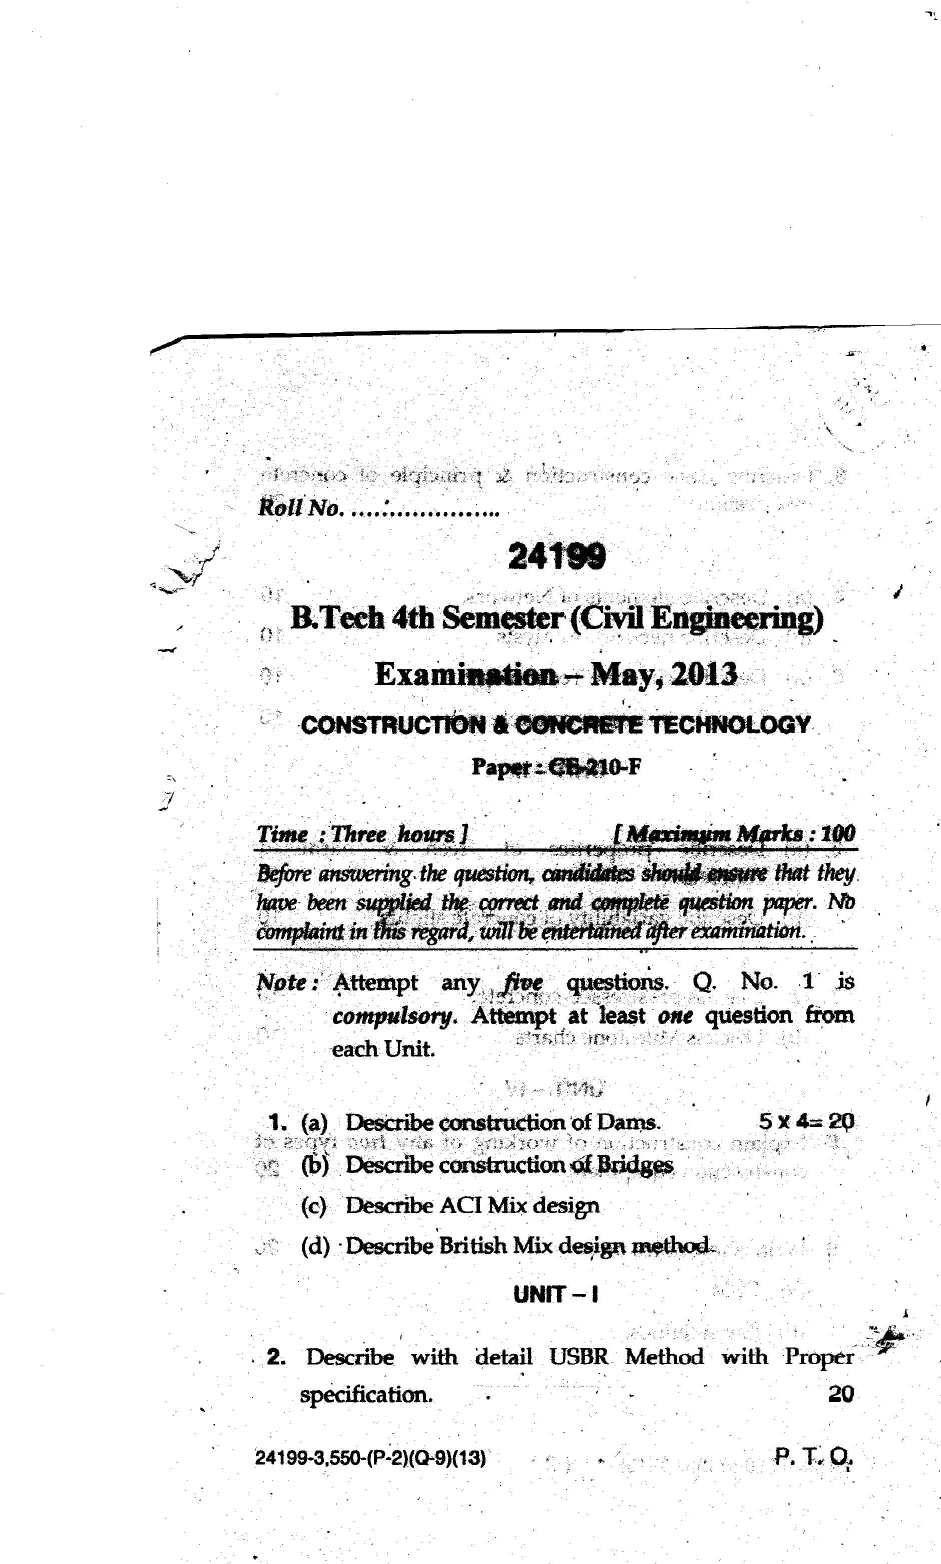 Roll No. ......................
24199
B.Tech 4th Semester (Civil Engineering)
Examination – May, 2013
CONSTRUCTION & CONCRETE TECHNOLOGY
Paper : CE-210-F
Time : Three hours ] [ Maximum Marks : 100
Before answering the question, candidates should ensure that they
have been supplied the correct and complete question paper. No
complaint in this regard, will be entertained after examination.
Note : Attempt any five questions. Q. No. 1 is
compulsory. Attempt at least one question from
each Unit.
1. (a) Describe construction of Dams. 5 x 4= 20
(b) Describe construction of Bridges
(c) Describe ACI Mix design
(d) Describe British Mix design method.
UNIT – I
2. Describe with detail USBR Method with Proper
specification. 20
24199-3,550-(P-2)(Q-9)(13) P. T. O.